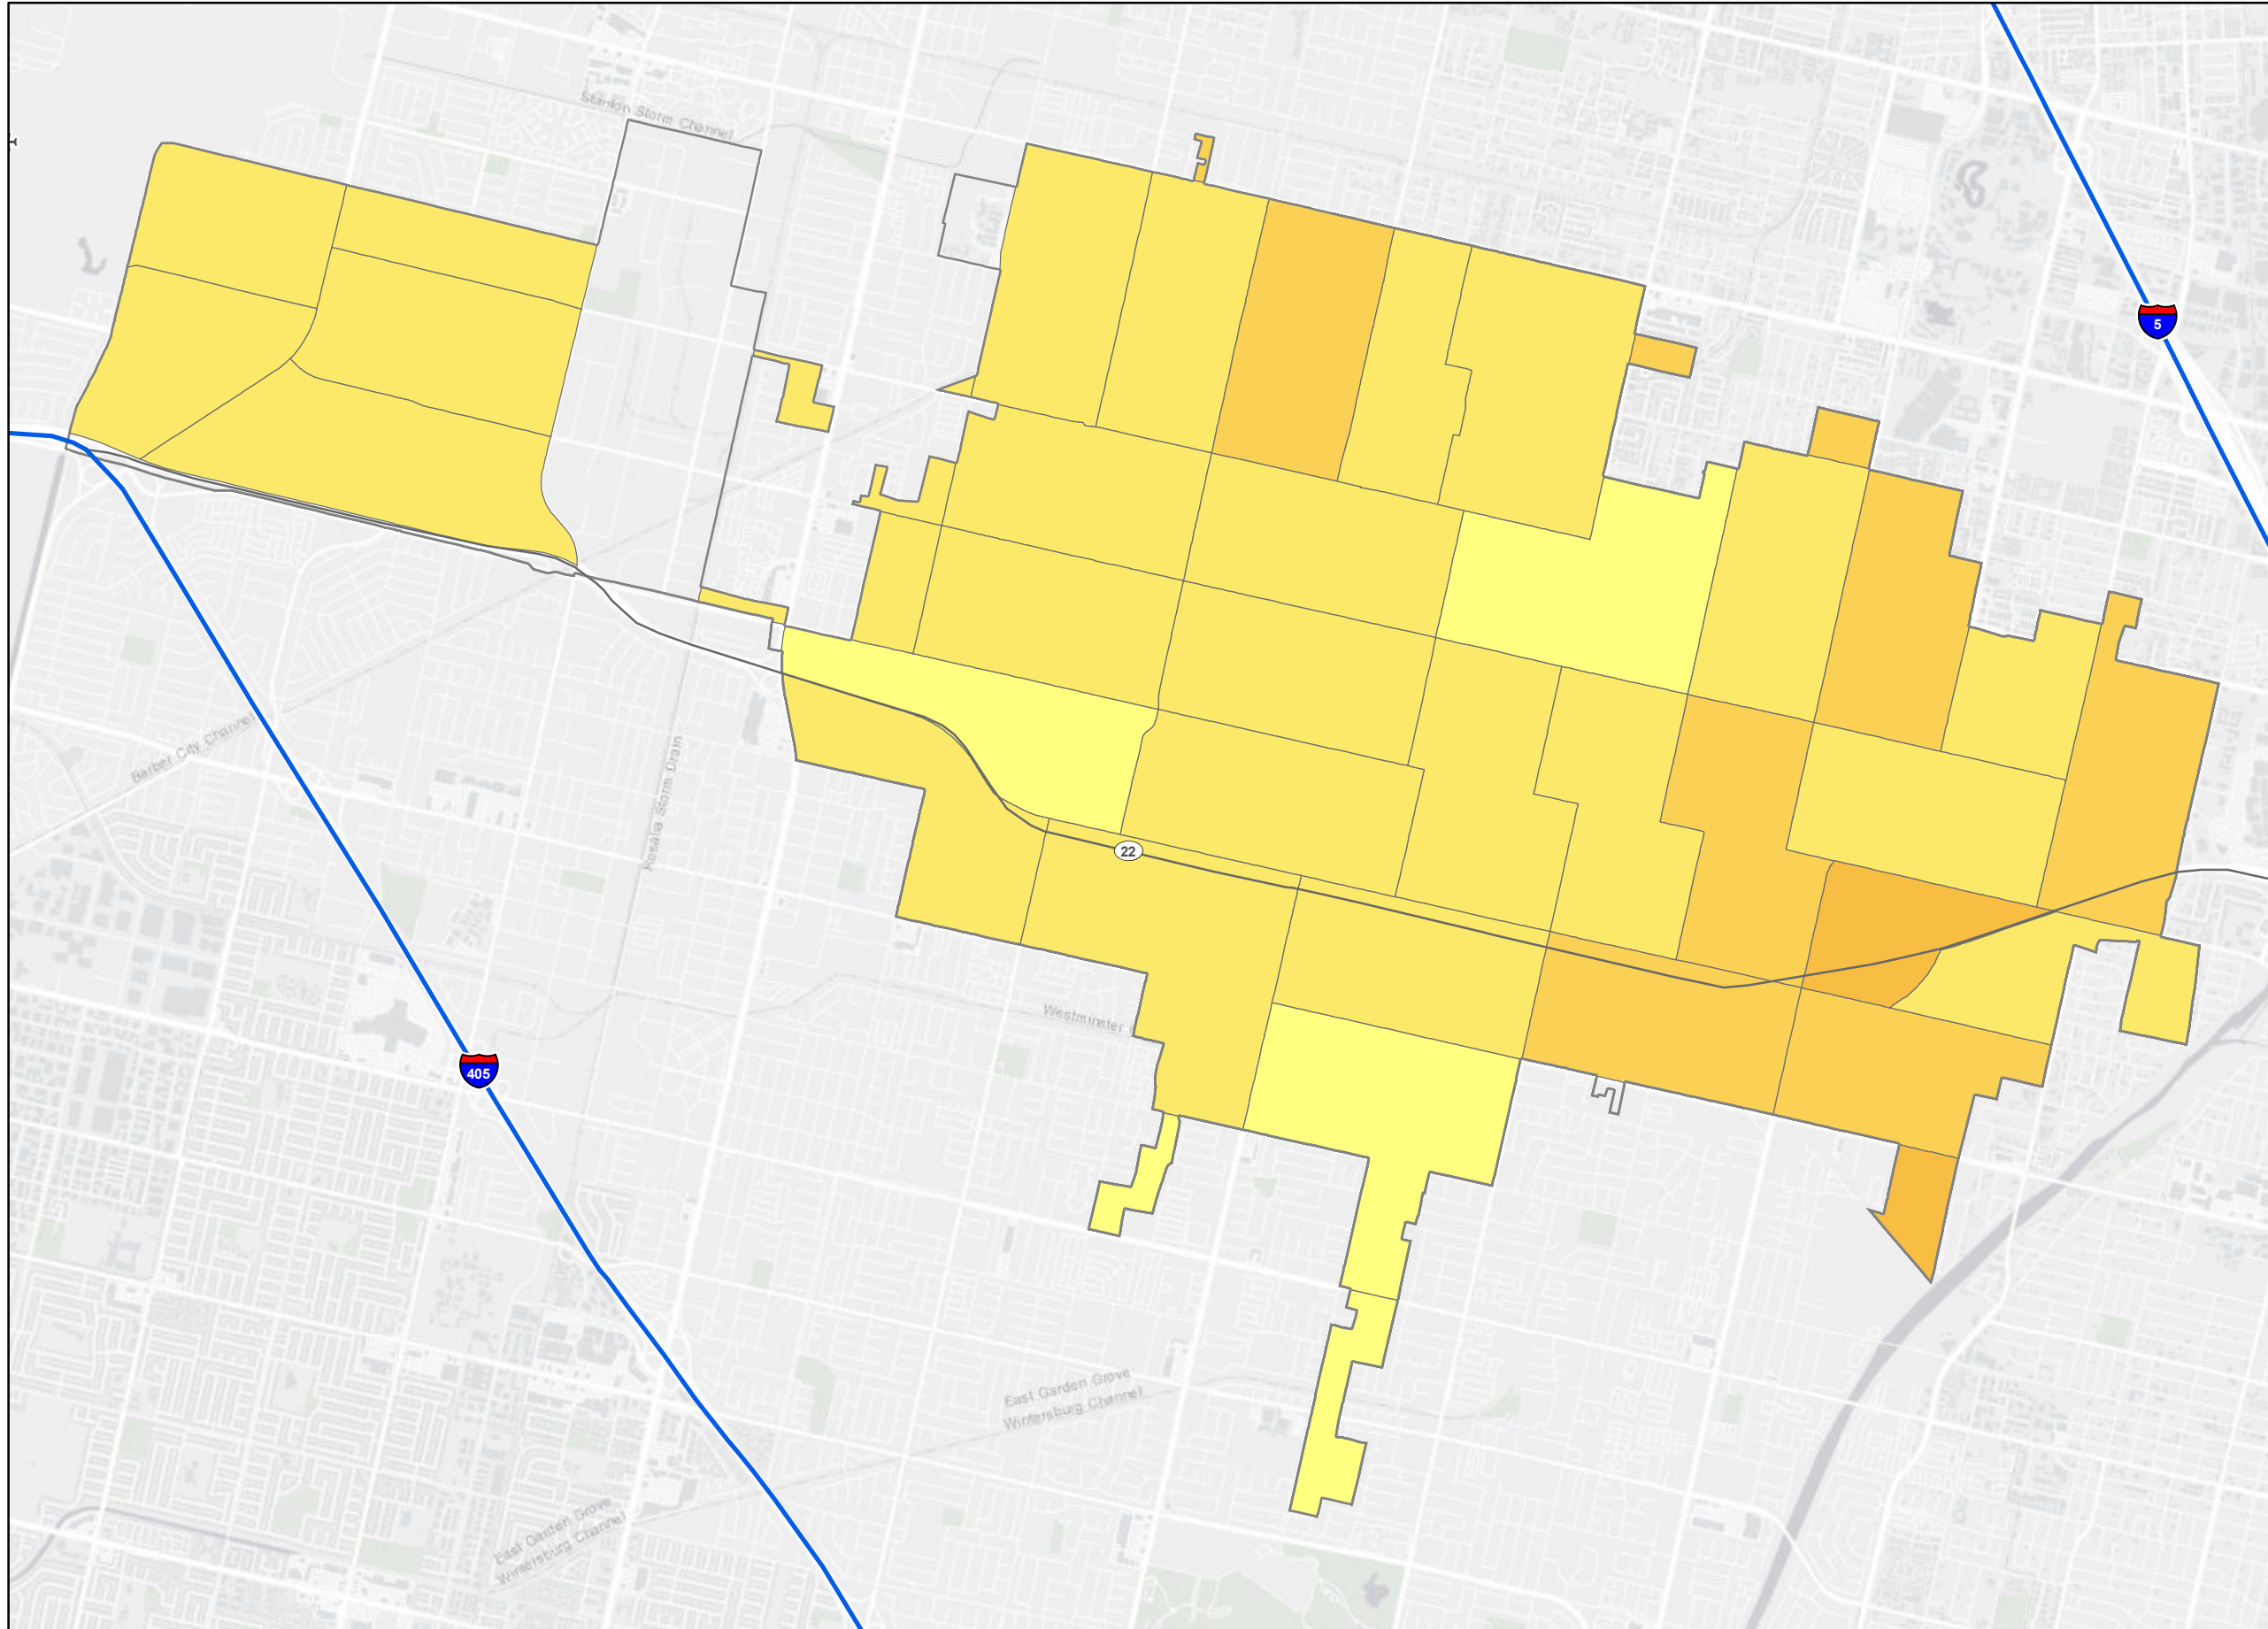 Stanton Storm Channel
5
Barber City Channel
Rosalia Storm Drain
22
Westminster
405
East Garden Grove
Wintersburg Channel
East Garden Grove
Wintersburg Channel